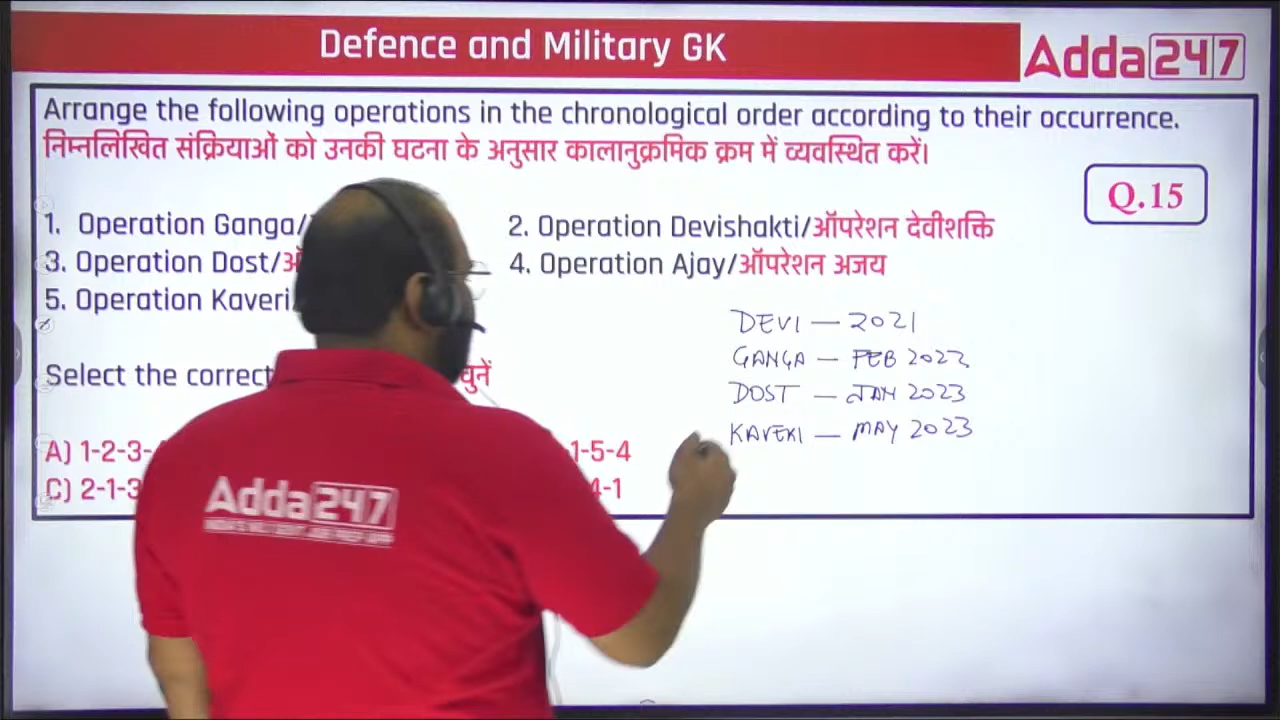 Defence and Military GK
Adda247
Arrange the following operations in the chronological order according to their occurrence.
निम्नलिखित संक्रियाओं को उनकी घटना के अनुसार कालानुक्रमिक क्रम में व्यवस्थित करें।
Q.15
1. Operation Ganga/
2. Operation Devishakti/ऑपरेशन देवीशक्ति
3. Operation Dost/ऑ
4. Operation Ajay/ऑपरेशन अजय
5. Operation Kaveri
DEVI — 2021
GANGA — FEB 2022
DOST — JAN 2023
KAVERI — MAY 2023
Select the correct चुनें
A) 1-2-3- 1-5-4
C) 2-1-3 4-1
Adda247